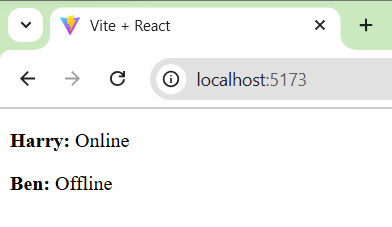 Vite + React
localhost:5173
Harry: Online
Ben: Offline